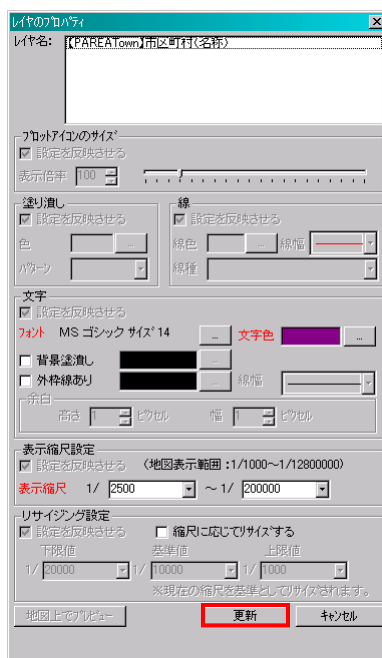 レイヤのプロパティ
レイヤ名: 【PAREATown】市区町村(名称)
プロットアイコンのサイズ
設定を反映させる
表示倍率 100
塗り潰し
設定を反映させる
色 ...
パターン
線
設定を反映させる
線色 ... 線幅
線種
文字
設定を反映させる
フォント MS ゴシック サイズ 14 ... 文字色 ...
背景塗潰し ...
外枠線あり ... 線幅
余白
高さ 1 ピクセル 幅 1 ピクセル
表示縮尺設定
設定を反映させる (地図表示範囲:1/1000～1/12800000)
表示縮尺 1/ 2500 ～1/ 200000
リサイジング設定
設定を反映させる 縮尺に応じてリサイズする
下限値 基準値 上限値
1/ 20000 1/ 10000 1/ 1000
※現在の縮尺を基準としてリサイズされます。
地図上でプレビュー 更新 キャンセル